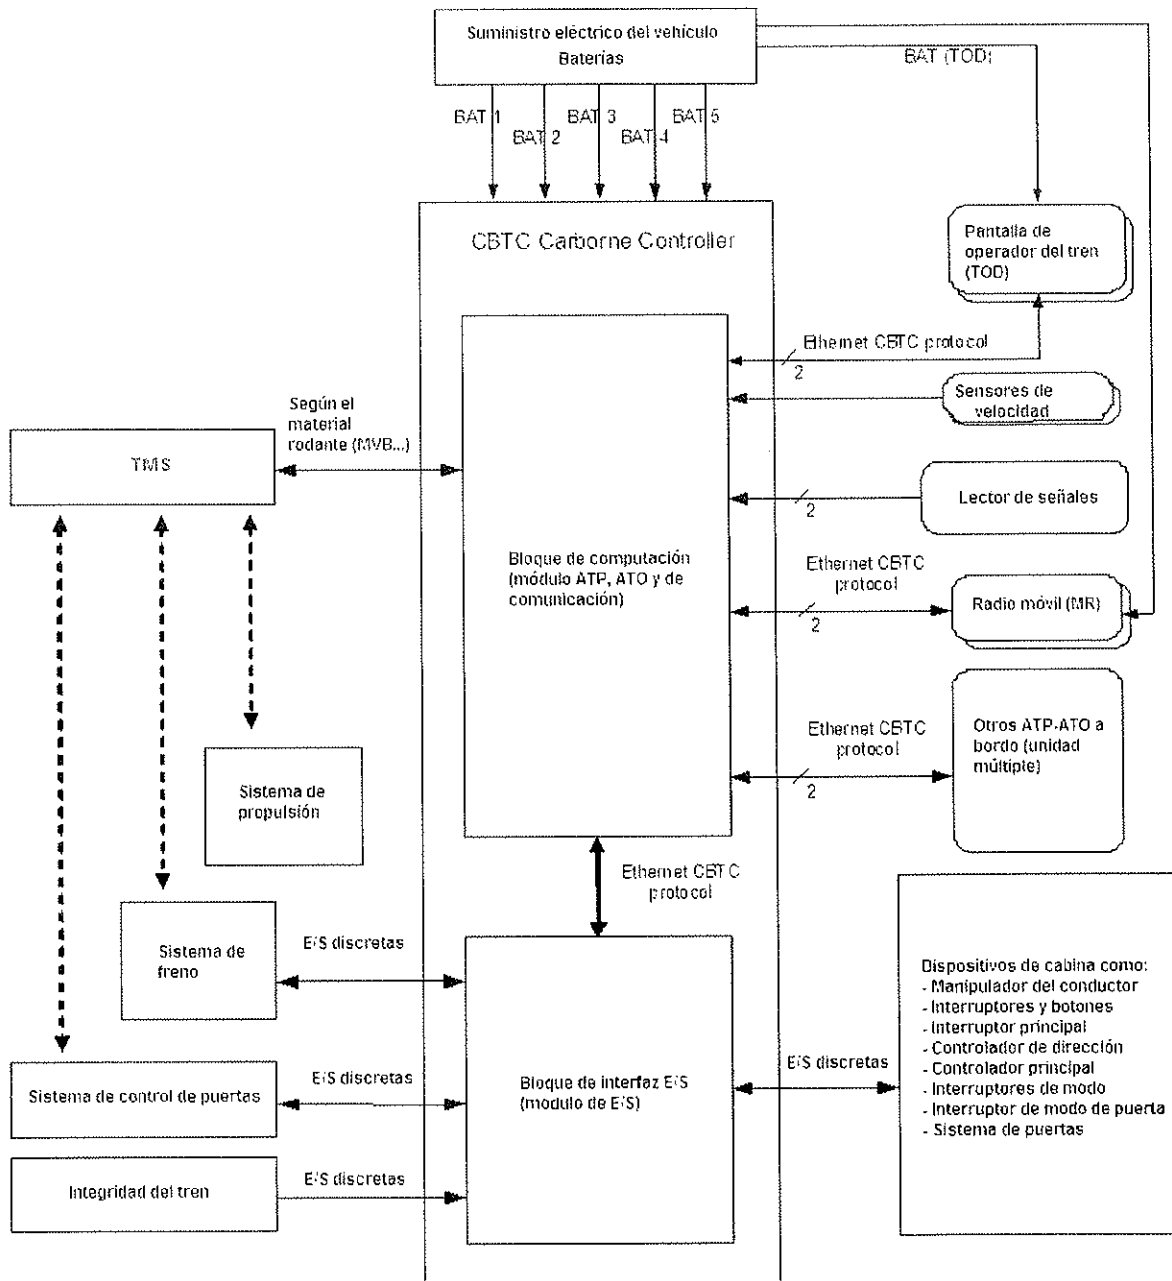 Suministro eléctrico del vehículo
Baterías
BAT (TOD)
BAT 1
BAT 2
BAT 3
BAT 4
BAT 5
CBTC Carborne Controller
Pantalla de
operador del tren
(TOD)
Ethernet CBTC protocol
2
Sensores de
velocidad
Según el
material
rodante (MVB...)
TMS
Lector de señales
2
Bloque de computación
(módulo ATP, ATO y de
comunicación)
Ethernet CBTC
protocol
2
Radio móvil (MR)
Ethernet CBTC
protocol
2
Otros ATP-ATO a
bordo (unidad
múltiple)
Sistema de
propulsión
Ethernet CBTC
protocol
Sistema de
freno
E/S discretas
Dispositivos de cabina como:
- Manipulador del conductor
- Interruptores y botones
- Interruptor principal
- Controlador de dirección
- Controlador principal
- Interruptores de modo
- Interruptor de modo de puerta
- Sistema de puertas
E/S discretas
Sistema de control de puertas
E/S discretas
Bloque de interfaz E/S
(módulo de E/S)
Integridad del tren
E/S discretas